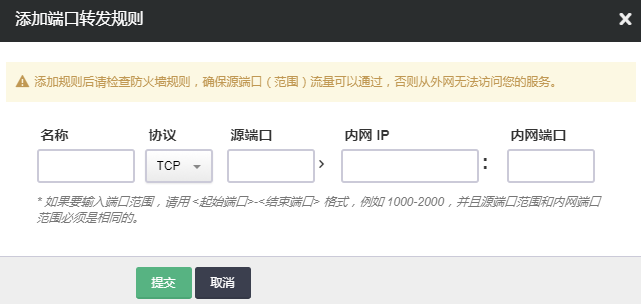 添加端口转发规则 ×
添加规则后请检查防火墙规则，确保源端口（范围）流量可以通过，否则从外网无法访问您的服务。
名称 协议 源端口 内网 IP 内网端口
TCP › :
* 如果要输入端口范围，请用 <起始端口>-<结束端口> 格式，例如 1000-2000，并且源端口范围和内网端口
范围必须是相同的。
提交 取消